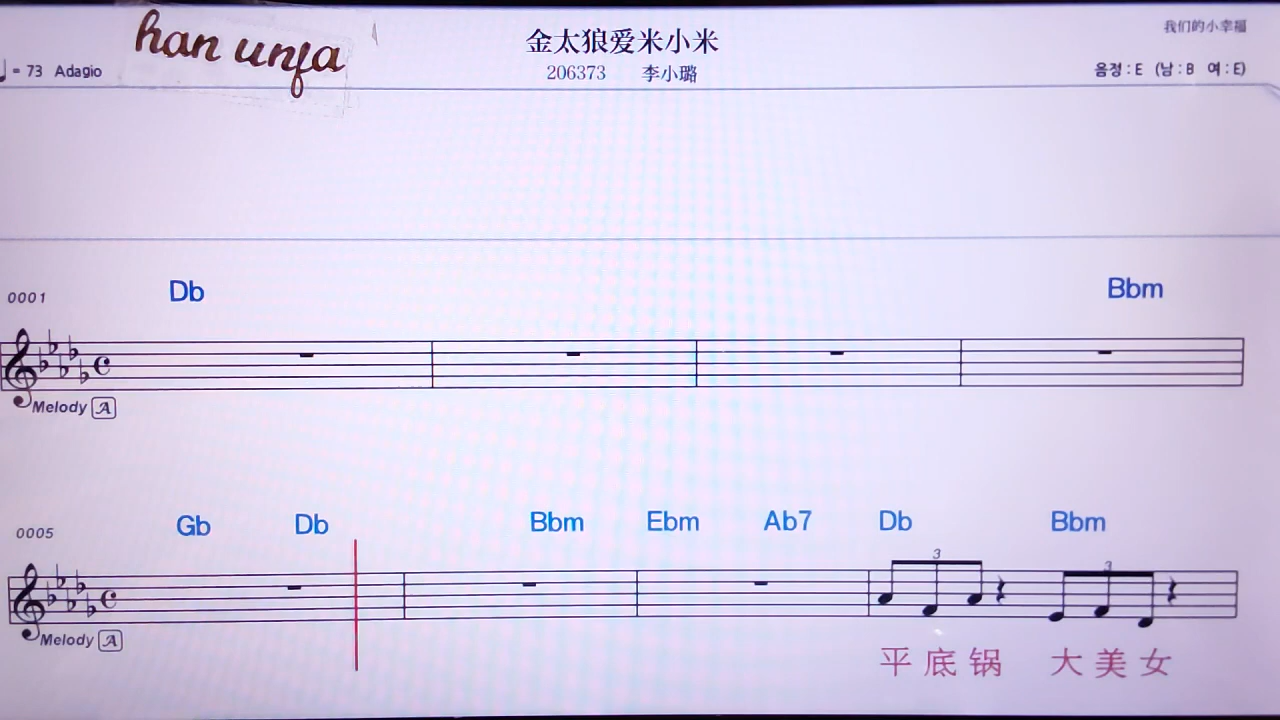 han unfa
金太狼爱米小米
我们的小幸福
♩ = 73 Adagio
206373 李小璐
음정 : E (남 : B 여 : E)
0001 Db Bbm
Melody A
0005 Gb Db Bbm Ebm Ab7 Db Bbm
3 3
Melody A
平底锅 大美女